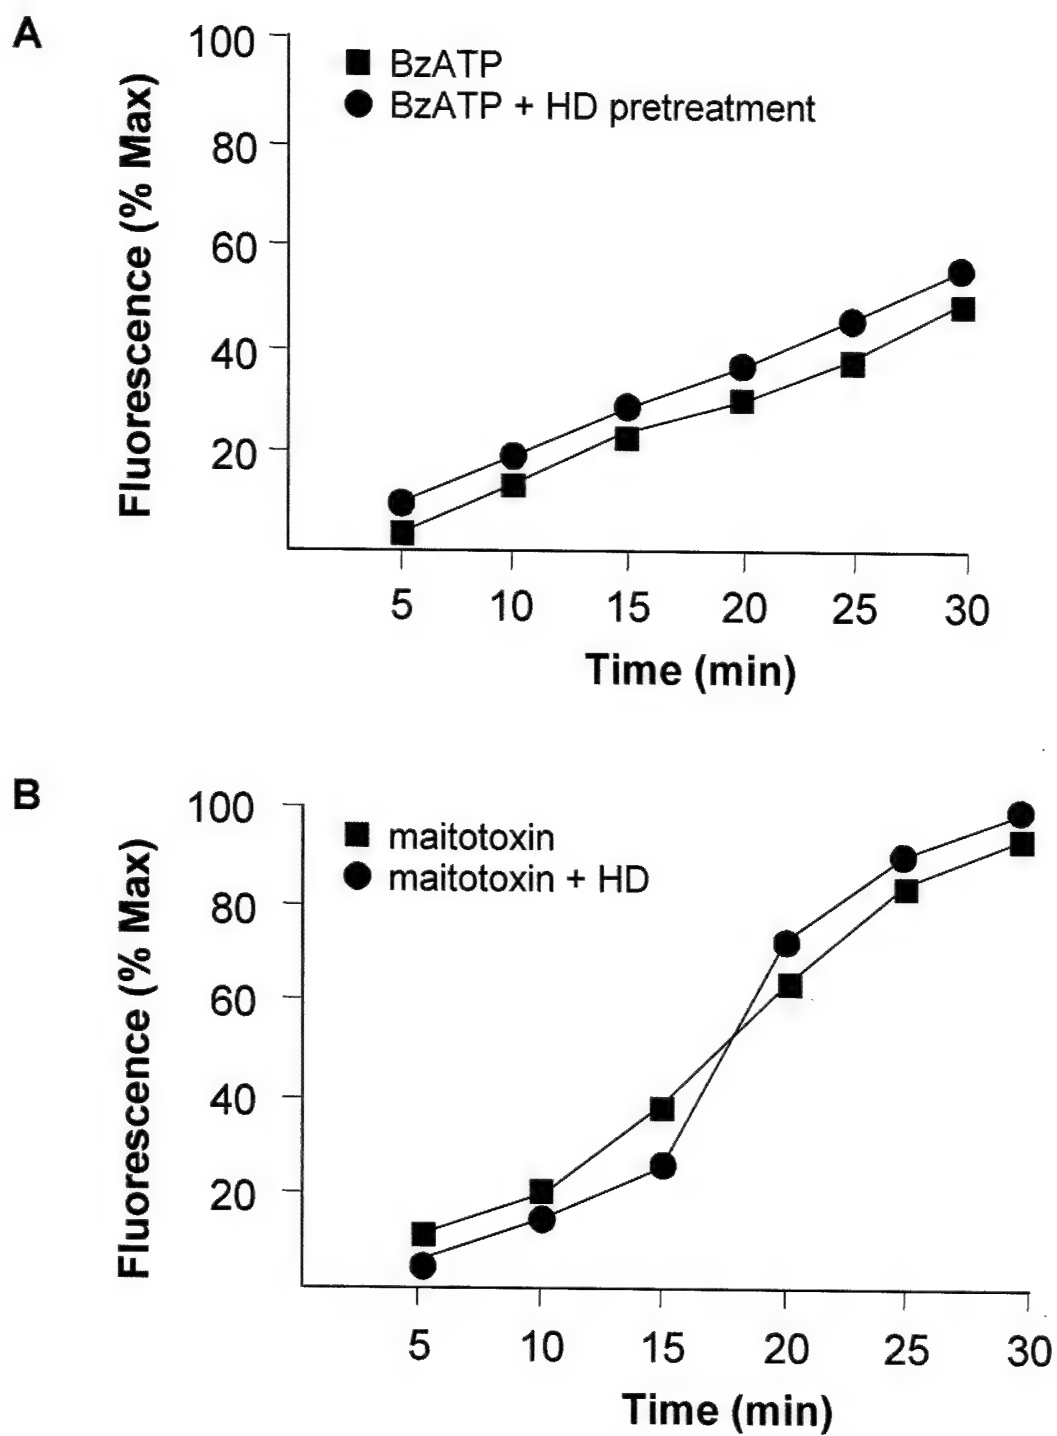 A
100
80
60
40
20
Fluorescence (% Max)
BzATP
BzATP + HD pretreatment
5 10 15 20 25 30
Time (min)
B
100
80
60
40
20
Fluorescence (% Max)
maitotoxin
maitotoxin + HD
5 10 15 20 25 30
Time (min)